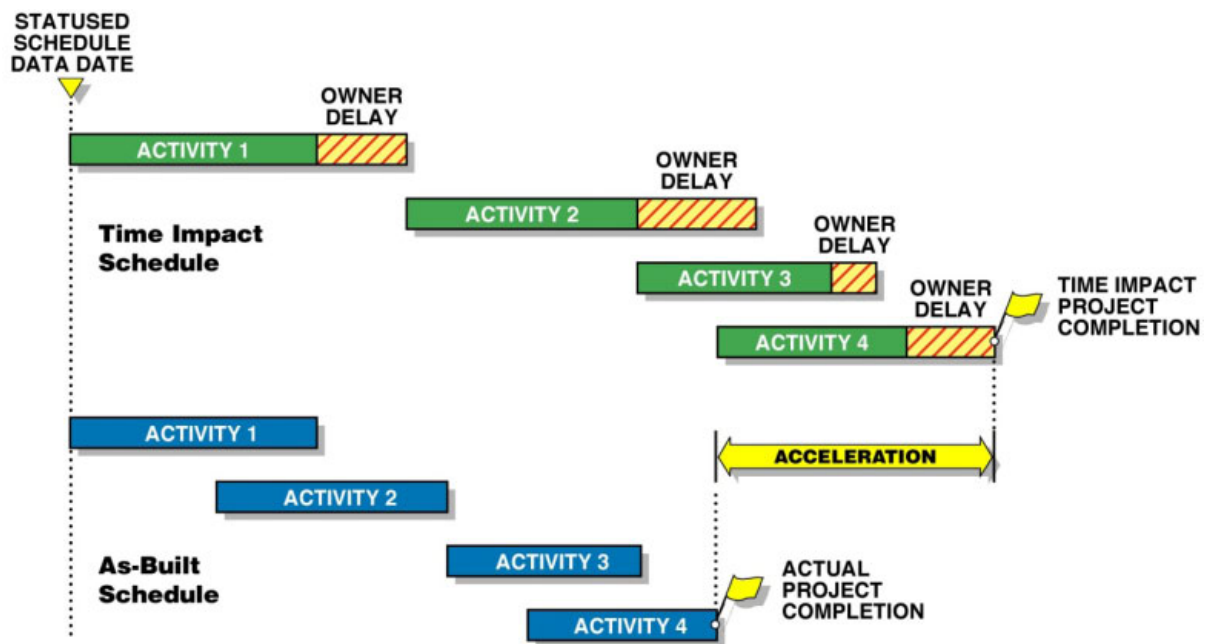 STATUSED
SCHEDULE
DATA DATE
OWNER
DELAY
ACTIVITY 1
OWNER
DELAY
ACTIVITY 2
Time Impact
Schedule
OWNER
DELAY
ACTIVITY 3
OWNER
DELAY
ACTIVITY 4
TIME IMPACT
PROJECT
COMPLETION
ACTIVITY 1
ACCELERATION
ACTIVITY 2
As-Built
Schedule
ACTIVITY 3
ACTIVITY 4
ACTUAL
PROJECT
COMPLETION